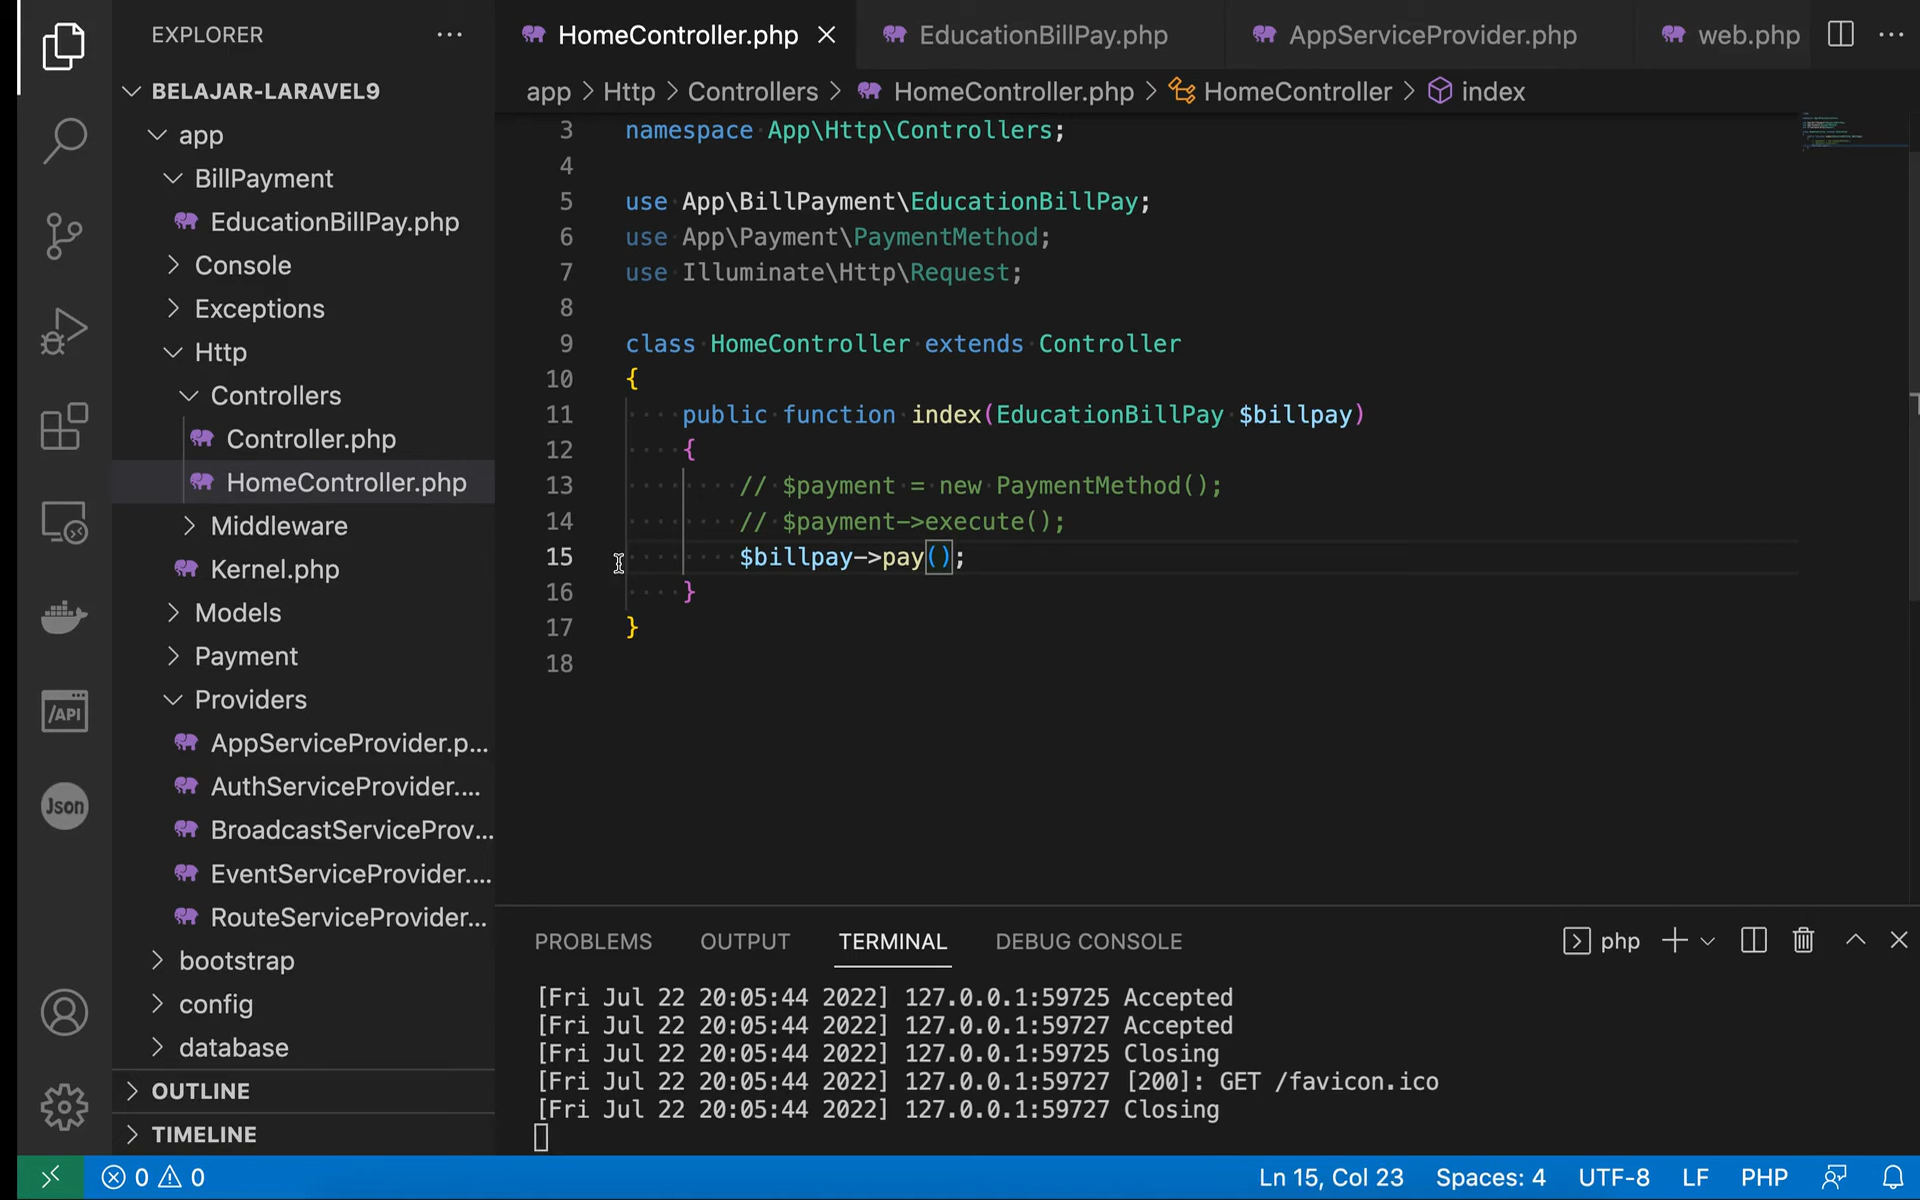 EXPLORER
BELAJAR-LARAVEL9
app
BillPayment
EducationBillPay.php
Console
Exceptions
Http
Controllers
Controller.php
HomeController.php
Middleware
Kernel.php
Models
Payment
Providers
AppServiceProvider.p...
AuthServiceProvider....
BroadcastServiceProv...
EventServiceProvider....
RouteServiceProvider...
bootstrap
config
database
OUTLINE
TIMELINE
/API
Json
HomeController.php EducationBillPay.php AppServiceProvider.php web.php
app > Http > Controllers > HomeController.php > HomeController > index
3 namespace App\Http\Controllers;
4
5 use App\BillPayment\EducationBillPay;
6 use App\Payment\PaymentMethod;
7 use Illuminate\Http\Request;
8
9 class HomeController extends Controller
10 {
11 public function index(EducationBillPay $billpay)
12 {
13 // $payment = new PaymentMethod();
14 // $payment->execute();
15 $billpay->pay();
16 }
17 }
18
PROBLEMS OUTPUT TERMINAL DEBUG CONSOLE php
[Fri Jul 22 20:05:44 2022] 127.0.0.1:59725 Accepted
[Fri Jul 22 20:05:44 2022] 127.0.0.1:59727 Accepted
[Fri Jul 22 20:05:44 2022] 127.0.0.1:59725 Closing
[Fri Jul 22 20:05:44 2022] 127.0.0.1:59727 [200]: GET /favicon.ico
[Fri Jul 22 20:05:44 2022] 127.0.0.1:59727 Closing
0 0 Ln 15, Col 23 Spaces: 4 UTF-8 LF PHP